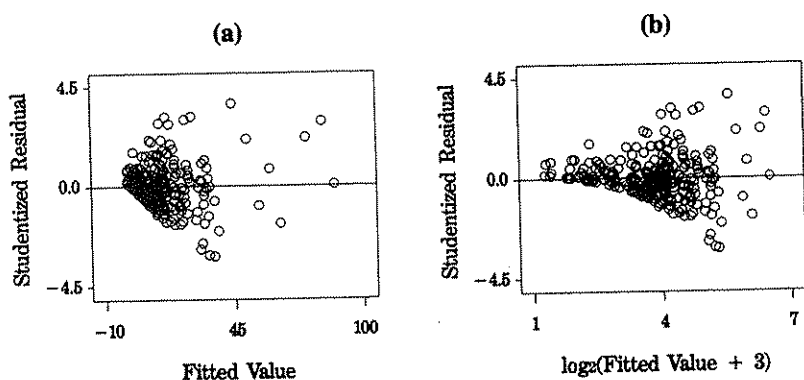 (a)
Studentized Residual
4.5
0.0
−4.5
−10
45
100
Fitted Value
(b)
Studentized Residual
4.5
0.0
−4.5
1
4
7
log2(Fitted Value + 3)